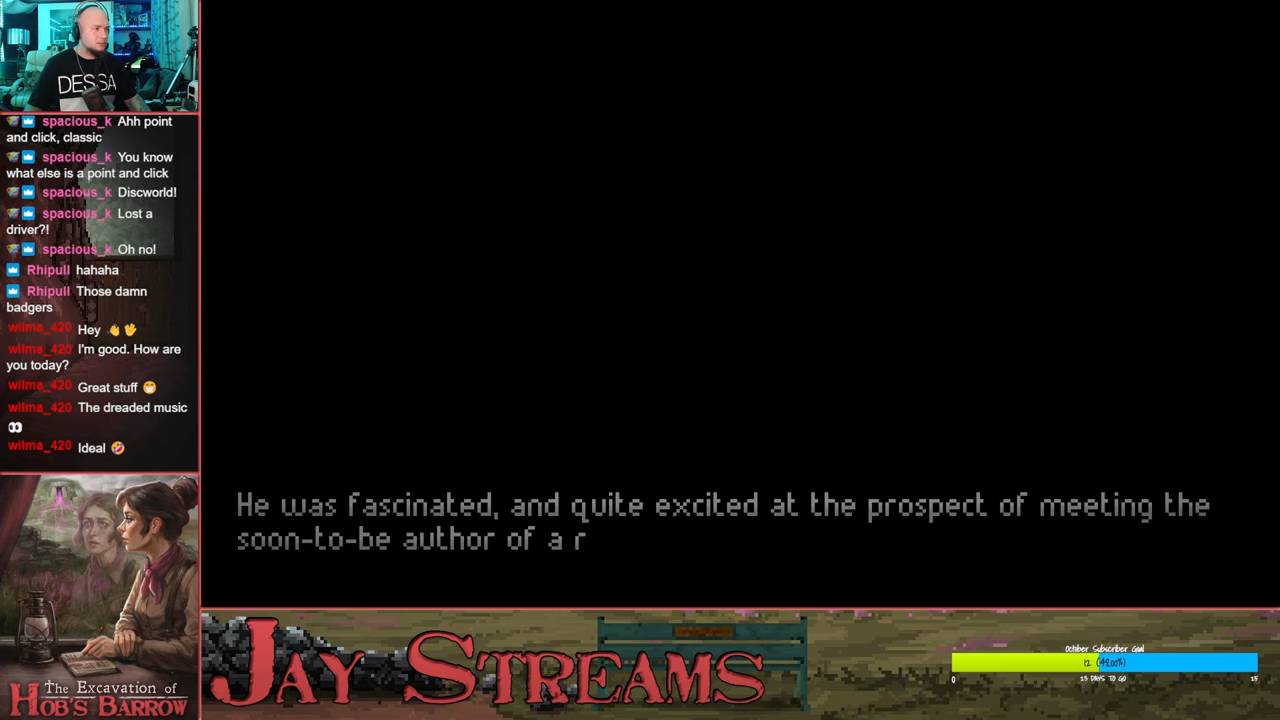 DESSA
spacious_k Ahh point
and click, classic
spacious_k You know
what else is a point and click
spacious_k Discworld!
spacious_k Lost a
driver?!
spacious_k Oh no!
Rhipull hahaha
Rhipull Those damn
badgers
wilma_420 Hey
wilma_420 I'm good. How are
you today?
wilma_420 Great stuff
wilma_420 The dreaded music
wilma_420 Ideal
He was fascinated, and quite excited at the prospect of meeting the
soon-to-be author of a r
The Excavation of
HOB'S BARROW
JAY STREAMS
October Subscriber Goal
0
15